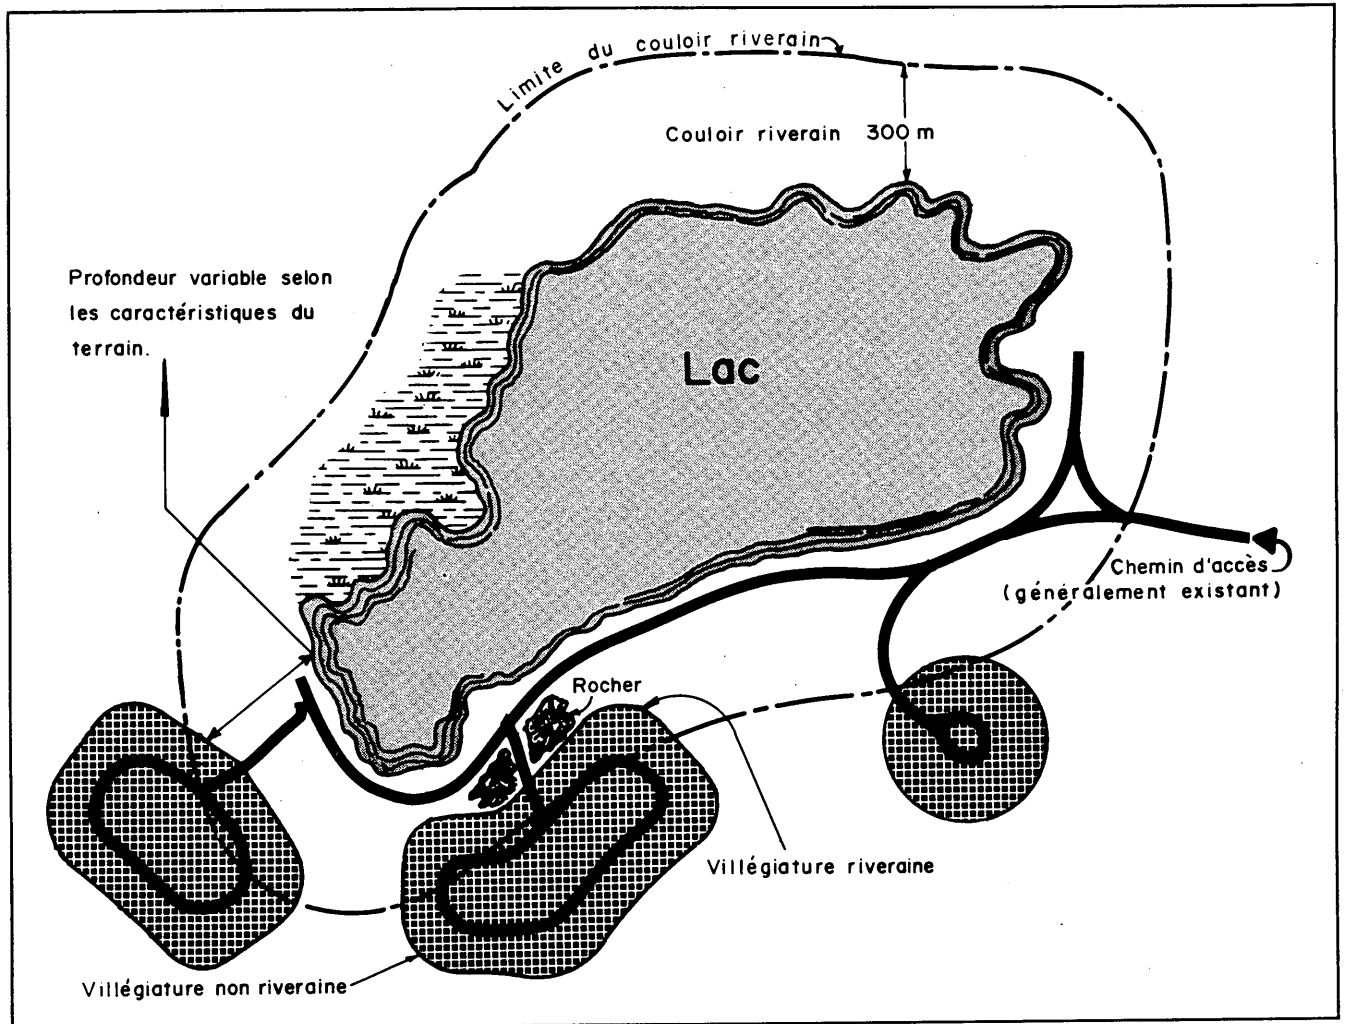 Limite du couloir riverain
Couloir riverain 300 m
Profondeur variable selon
les caractéristiques du
terrain.
Lac
Chemin d'accès
(généralement existant)
Rocher
Villégiature riveraine
Villégiature non riveraine